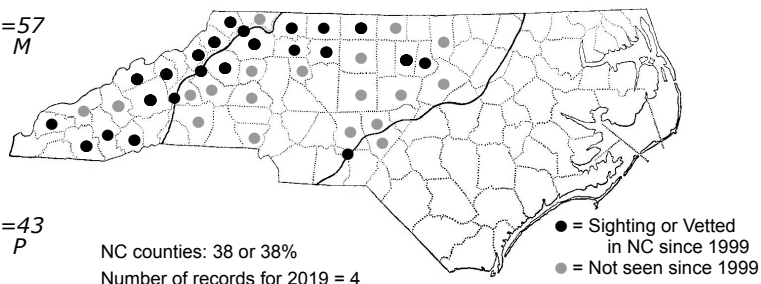 =57
M
=43
P
NC counties: 38 or 38%
Number of records for 2019 = 4
● = Sighting or Vetted
in NC since 1999
● = Not seen since 1999